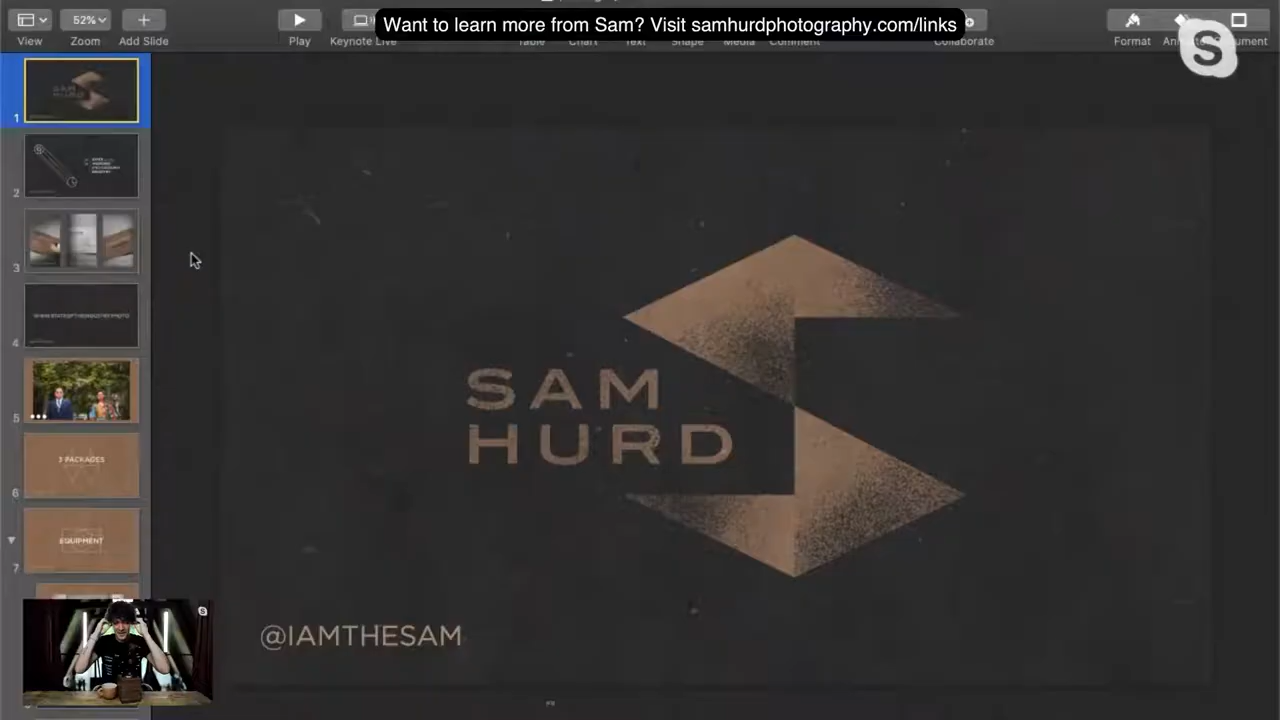 Want to learn more from Sam? Visit samhurdphotography.com/links
52%
View
Zoom
Add Slide
Play
Keynote Live
Table
Chart
Text
Shape
Media
Comment
Collaborate
Format
S
1
SAM
HURD
2
3
4
5
3 PACKAGES
6
EQUIPMENT
7
SAM
HURD
@IAMTHESAM